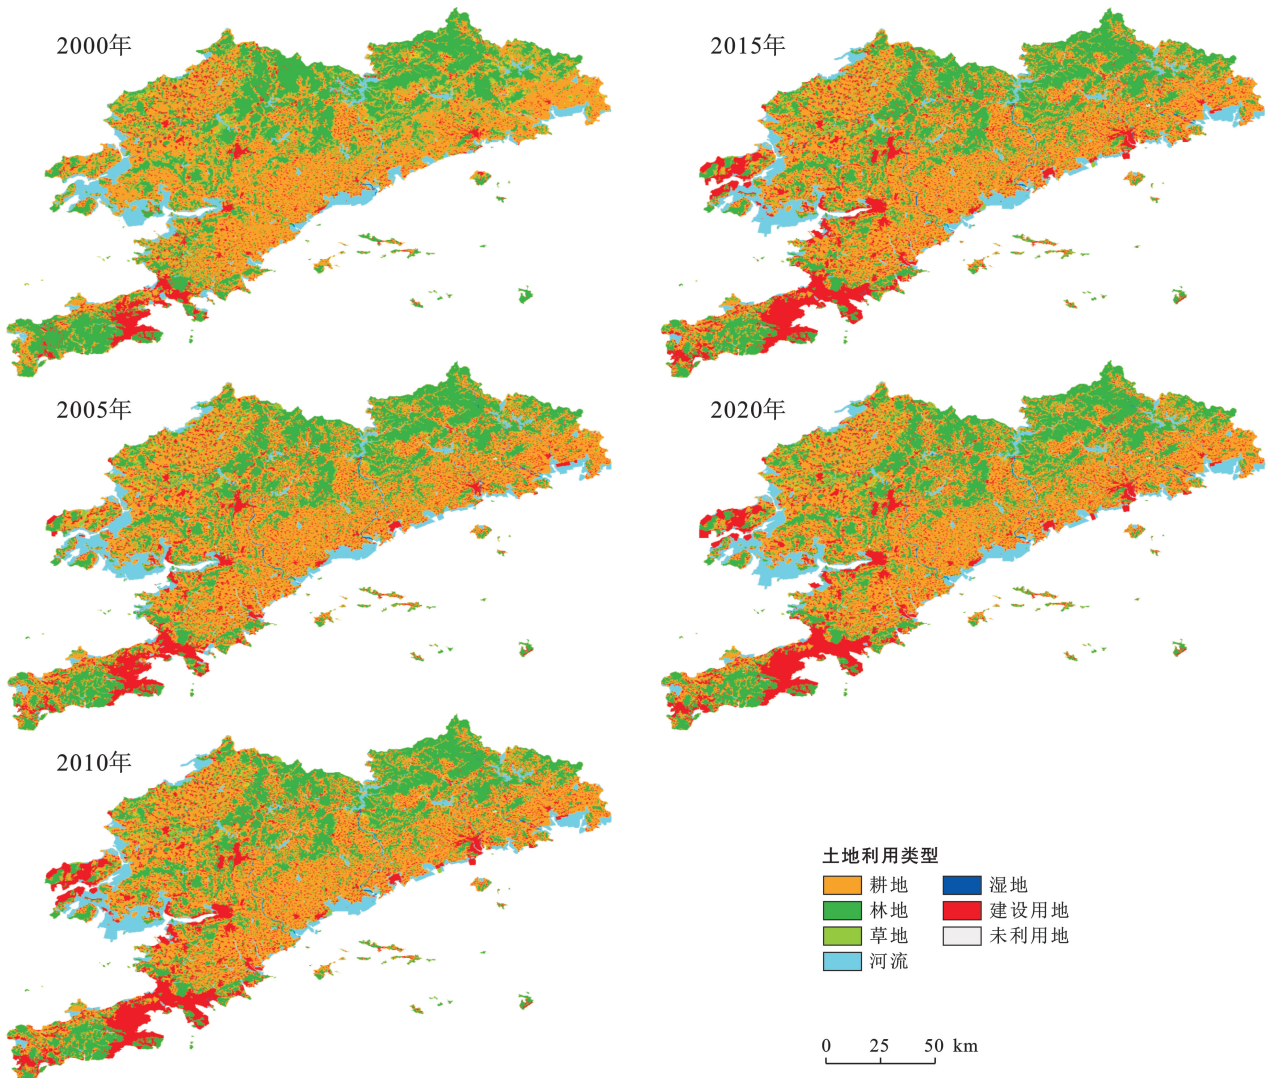 2000年
2015年
2005年
2020年
2010年
土地利用类型
耕地
湿地
林地
建设用地
草地
未利用地
河流
0 25 50 km